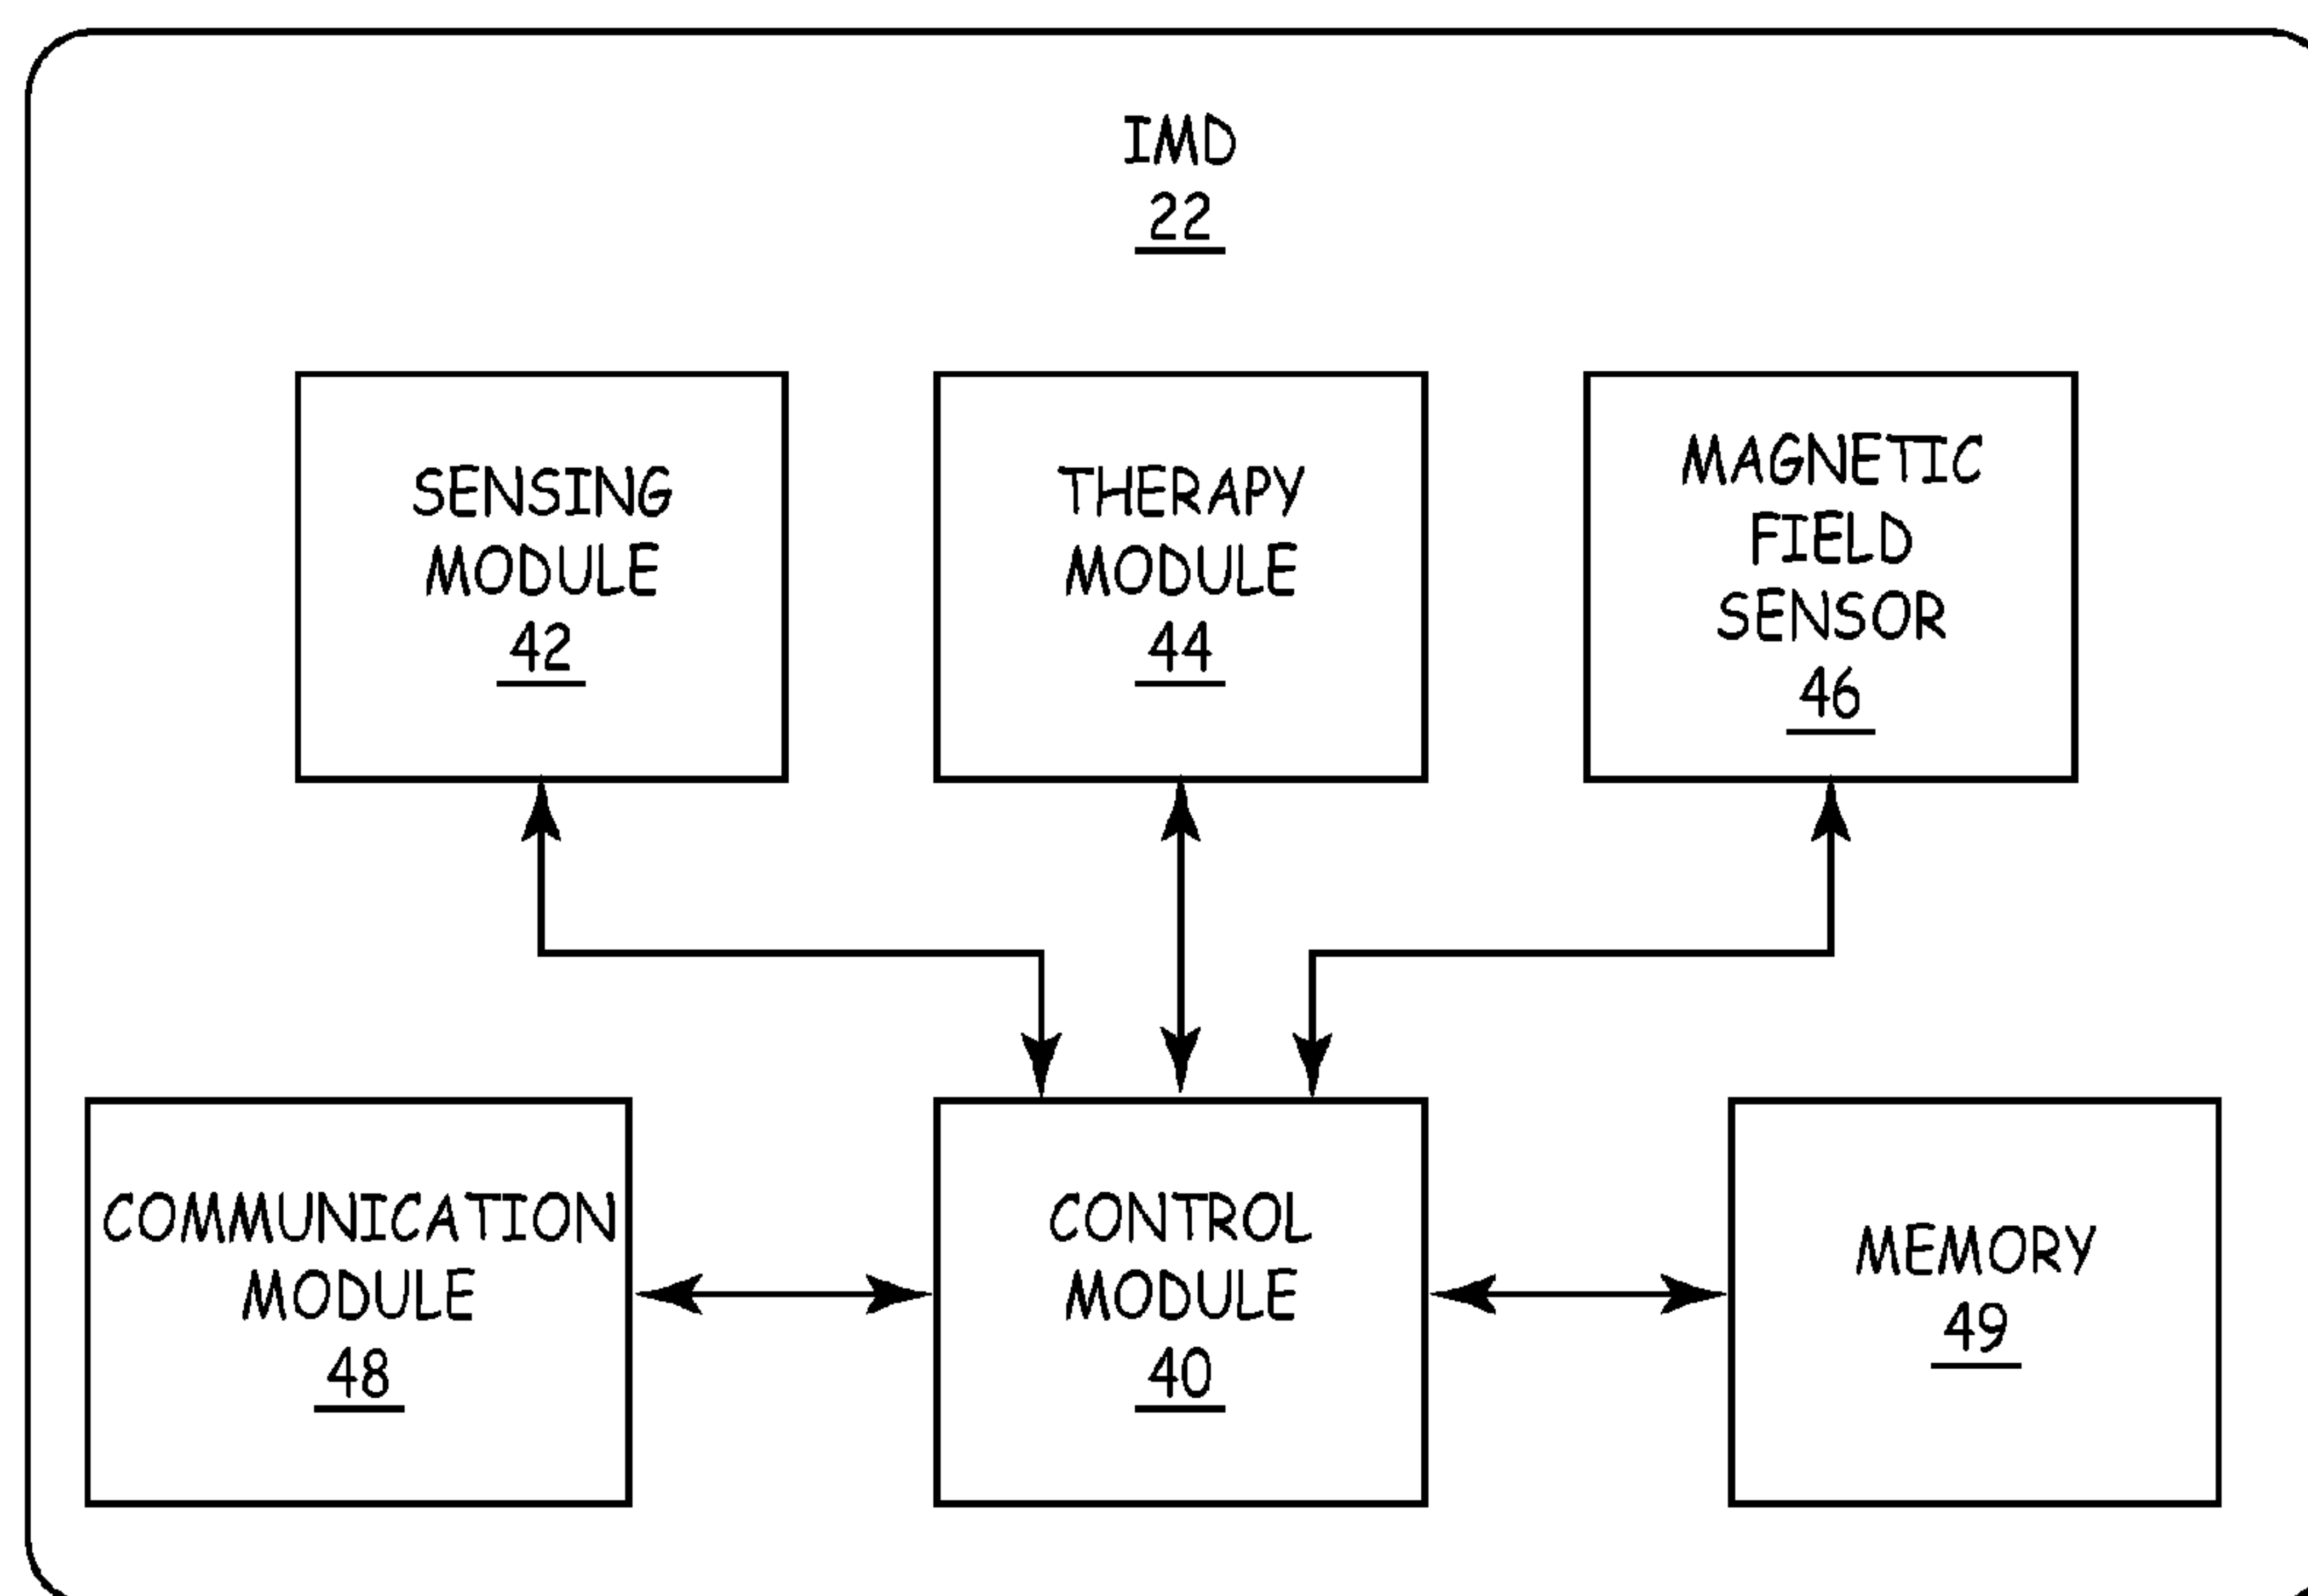 IMD
22
SENSING
MODULE
42
THERAPY
MODULE
44
MAGNETIC
FIELD
SENSOR
46
COMMUNICATION
MODULE
48
CONTROL
MODULE
40
MEMORY
49